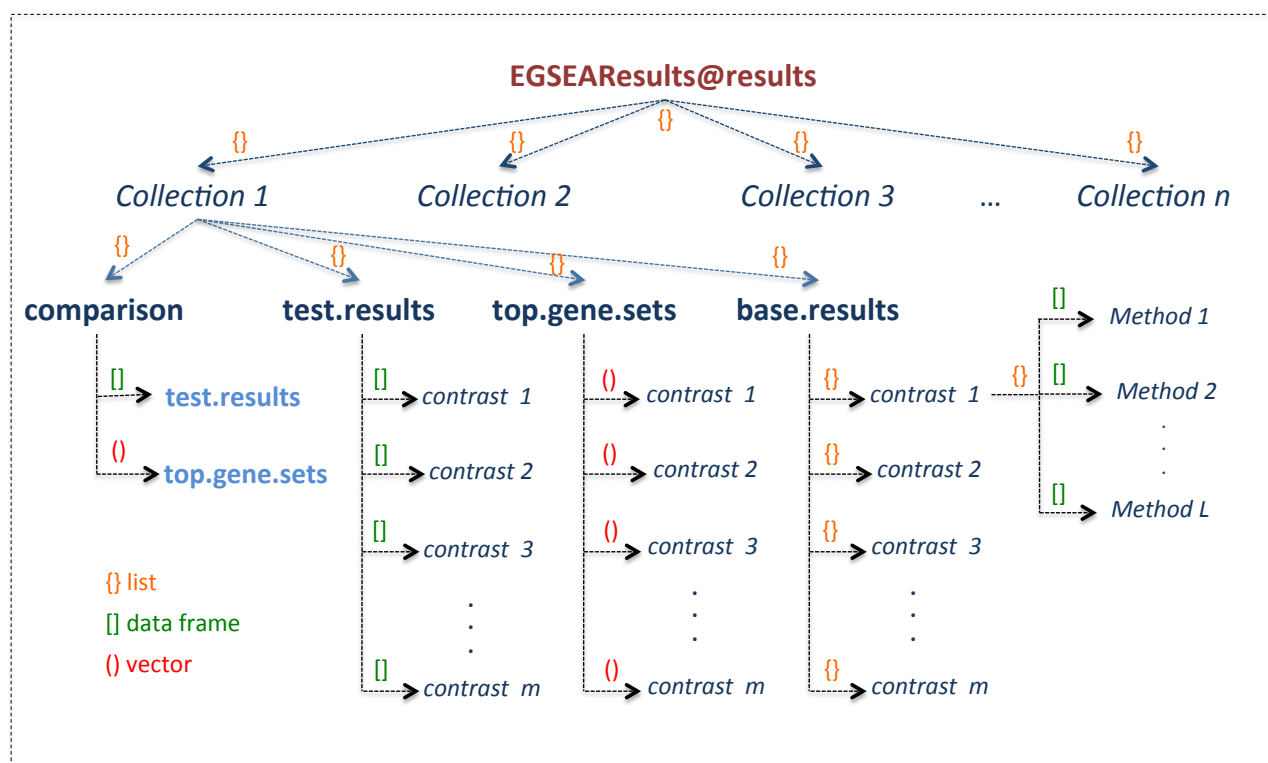 EGSEAResults@results
{} {} {} {} {}
Collection 1 Collection 2 Collection 3 ... Collection n
{} {} {} {}
comparison test.results top.gene.sets base.results
[] test.results
() top.gene.sets
[] contrast 1
[] contrast 2
[] contrast 3
.
.
.
[] contrast m
() contrast 1
() contrast 2
() contrast 3
.
.
.
() contrast m
{} contrast 1
{} contrast 2
{} contrast 3
.
.
.
{} contrast m
{}
[] Method 1
[] Method 2
.
.
.
[] Method L
{} list
[] data frame
() vector